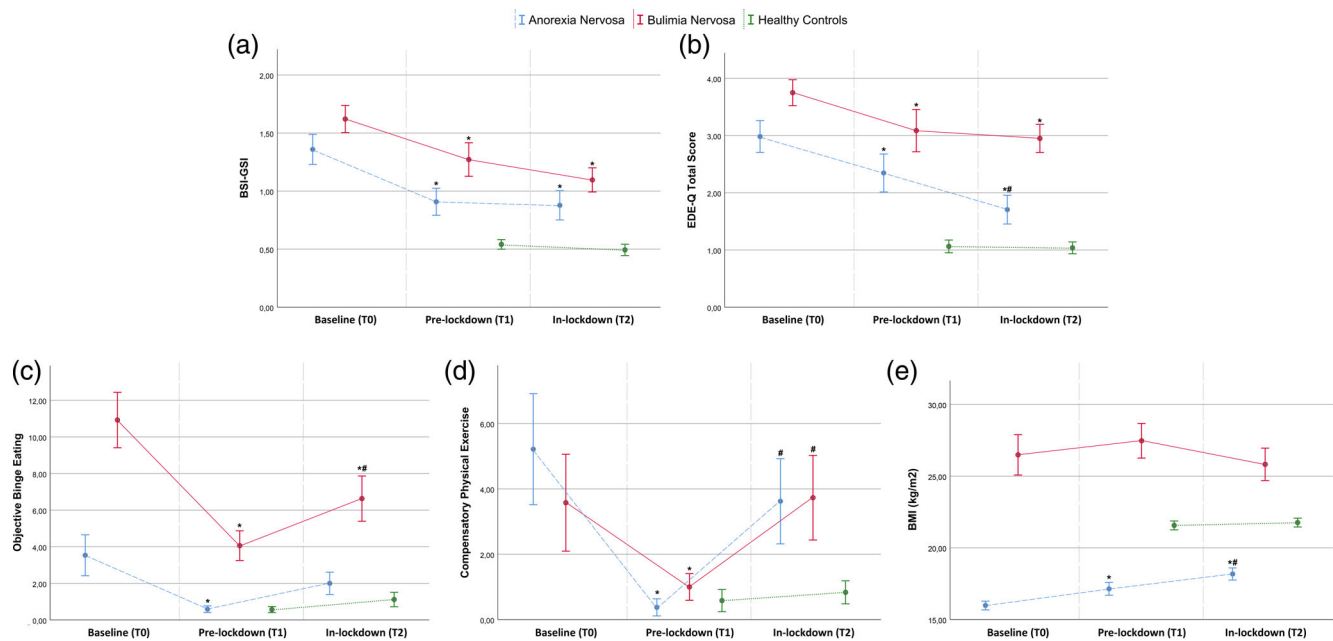 Anorexia Nervosa Bulimia Nervosa Healthy Controls
(a)
BSI-GSI
2,00
1,50
1,00
0,50
0,00
* * * *
Baseline (T0) Pre-lockdown (T1) In-lockdown (T2)
(b)
EDE-Q Total Score
4,00
3,00
2,00
1,00
0,00
* * * *#
Baseline (T0) Pre-lockdown (T1) In-lockdown (T2)
(c)
Objective Binge Eating
12,00
10,00
8,00
6,00
4,00
2,00
,00
* * *#
Baseline (T0) Pre-lockdown (T1) In-lockdown (T2)
(d)
Compensatory Physical Exercise
6,00
4,00
2,00
0,00
* * # #
Baseline (T0) Pre-lockdown (T1) In-lockdown (T2)
(e)
BMI (kg/m2)
30,00
25,00
20,00
15,00
* *#
Baseline (T0) Pre-lockdown (T1) In-lockdown (T2)